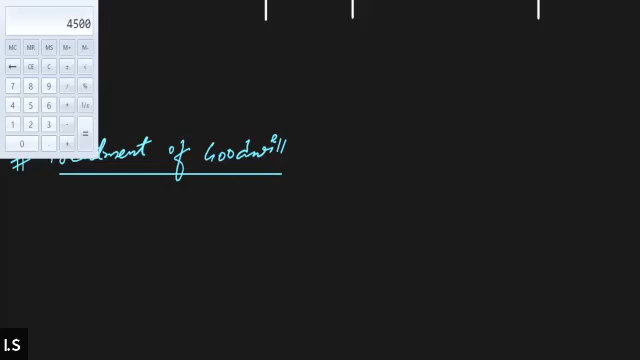 4500
MC MR MS M+ M-
← CE C ± √
7 8 9 / %
4 5 6 * 1/x
1 2 3 - =
0 . +
# Treatment of Goodwill
I.S